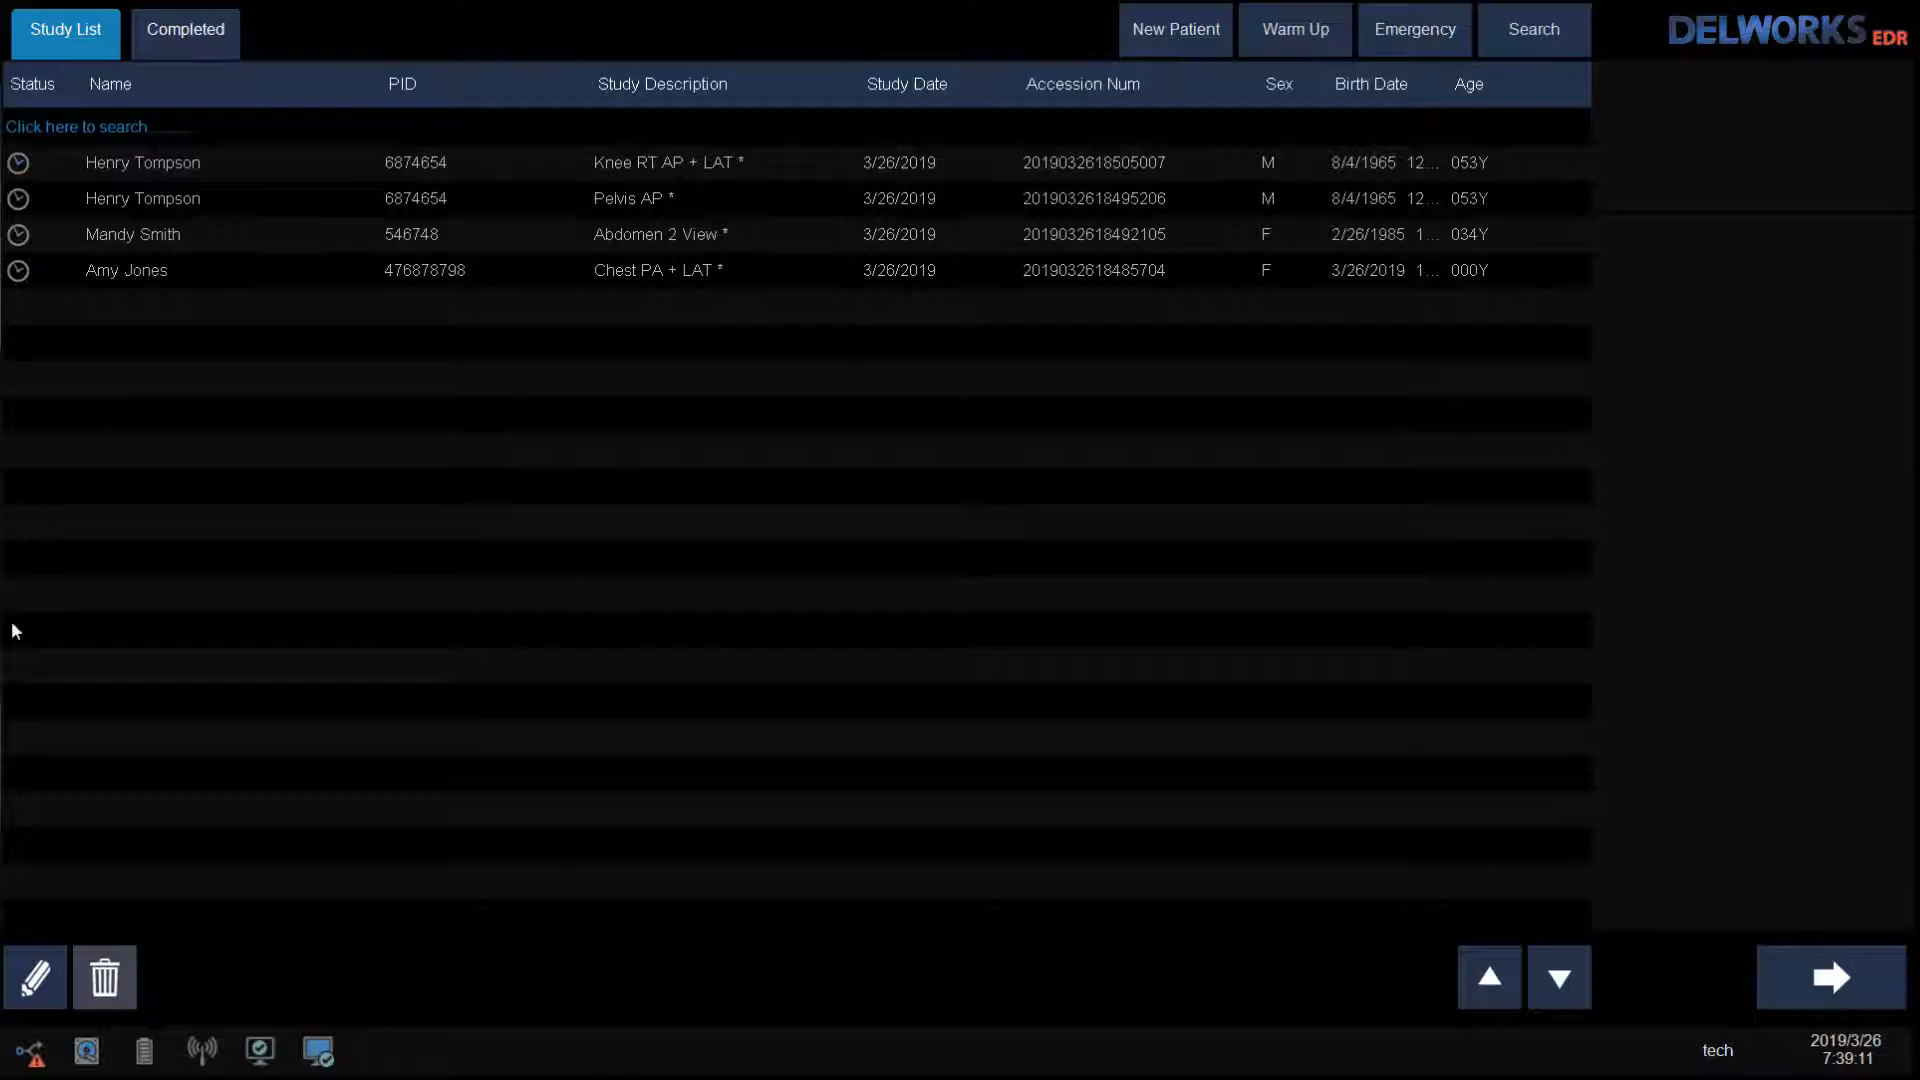 Study List Completed New Patient Warm Up Emergency Search DELWORKS EDR
Status Name PID Study Description Study Date Accession Num Sex Birth Date Age
Click here to search
Henry Tompson 6874654 Knee RT AP + LAT * 3/26/2019 2019032618505007 M 8/4/1965 12... 053Y
Henry Tompson 6874654 Pelvis AP * 3/26/2019 2019032618495206 M 8/4/1965 12... 053Y
Mandy Smith 546748 Abdomen 2 View * 3/26/2019 2019032618492105 F 2/26/1985 1... 034Y
Amy Jones 476878798 Chest PA + LAT * 3/26/2019 2019032618485704 F 3/26/2019 1... 000Y
tech 2019/3/26
7:39:11